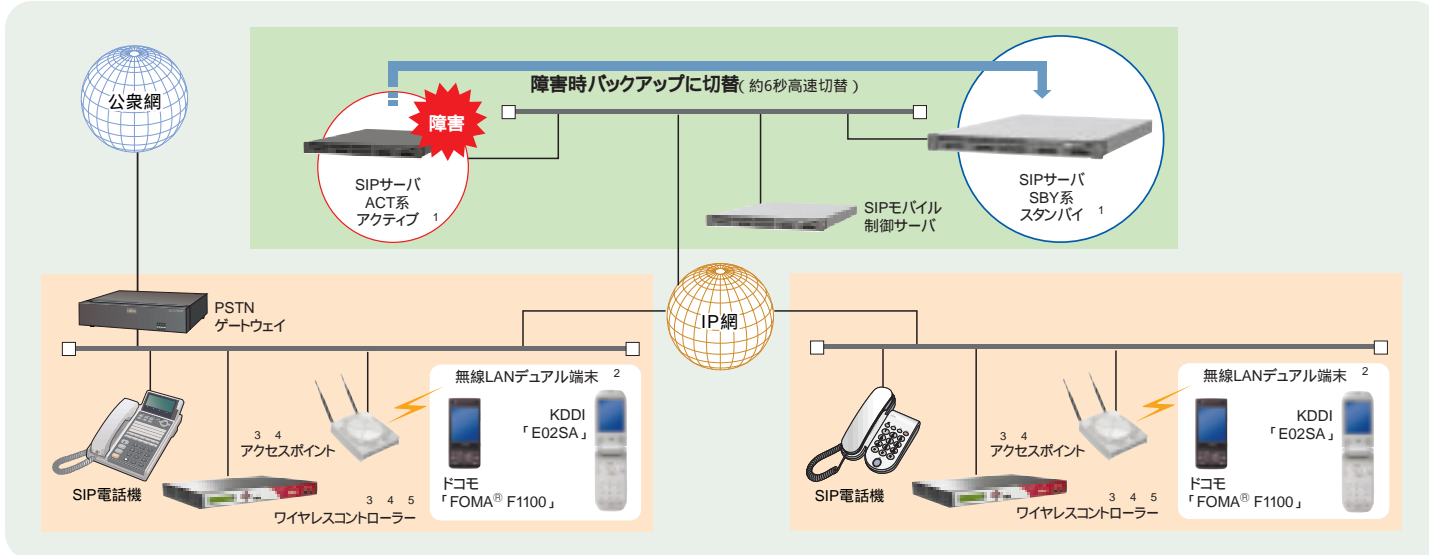 公衆網
障害時バックアップに切替(約6秒高速切替)
障害
SIPサーバ
ACT系
アクティブ 1
SIPモバイル
制御サーバ
SIPサーバ
SBY系
スタンバイ 1
IP網
PSTN
ゲートウェイ
SIP電話機
3 4
アクセスポイント
3 4 5
ワイヤレスコントローラー
無線LANデュアル端末 2
KDDI
「E02SA」
ドコモ
「FOMA® F1100」
SIP電話機
3 4
アクセスポイント
3 4 5
ワイヤレスコントローラー
無線LANデュアル端末 2
KDDI
「E02SA」
ドコモ
「FOMA® F1100」